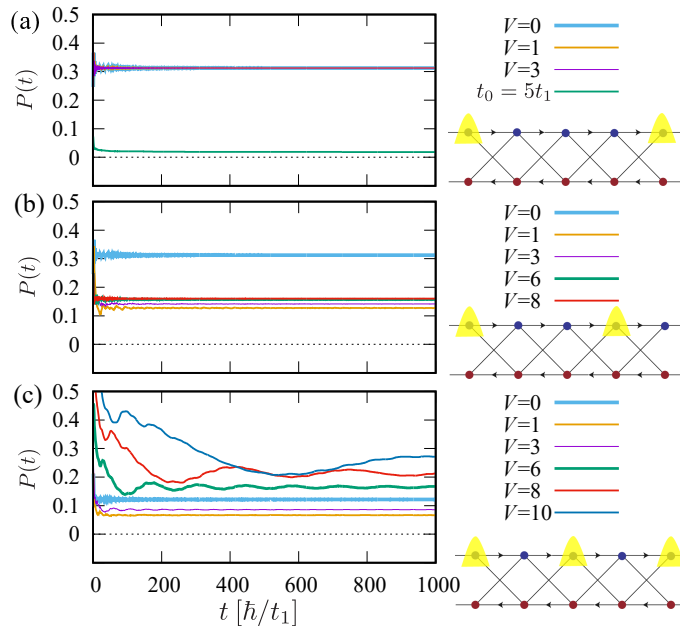 (a)
0.5
0.4
0.3
0.2
0.1
0
P(t)
V=0
V=1
V=3
t₀ = 5t₁
(b)
0.5
0.4
0.3
0.2
0.1
0
P(t)
V=0
V=1
V=3
V=6
V=8
(c)
0.5
0.4
0.3
0.2
0.1
0
P(t)
V=0
V=1
V=3
V=6
V=8
V=10
0 200 400 600 800 1000
t [ħ/t₁]